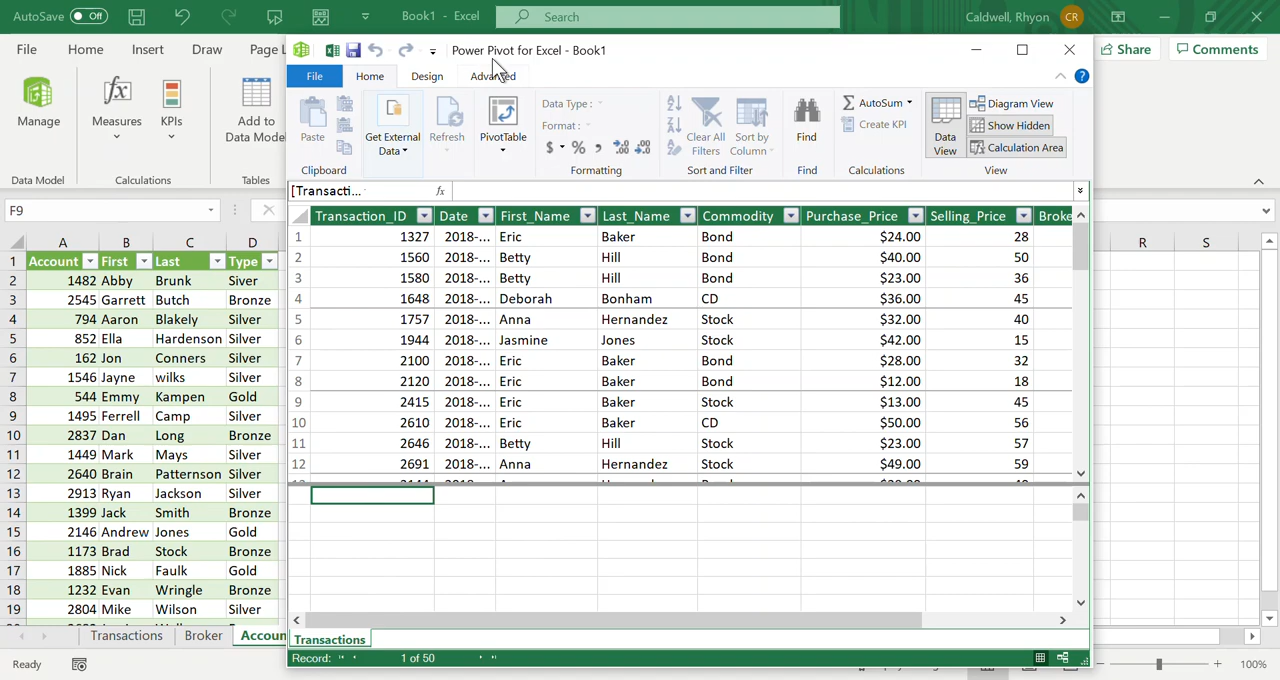 AutoSave Off Book1 - Excel Search Caldwell, Rhyon CR
File Home Insert Draw Page L Share Comments
Power Pivot for Excel - Book1
File Home Design Advanced
Manage Measures KPIs Add to Data Mode
Data Model Calculations Tables
Paste Get External Data Refresh PivotTable Data Type : Format : $ % Clear All Filters Sort by Column Find AutoSum Create KPI Data View Diagram View Show Hidden Calculation Area
Clipboard Formatting Sort and Filter Find Calculations View
F9
[Transacti... fx
A B C D R S
1 Account First Last Type
2 1482 Abby Brunk Siver
3 2545 Garrett Butch Bronze
4 794 Aaron Blakely Silver
5 852 Ella Hardenson Silver
6 162 Jon Conners Silver
7 1546 Jayne wilks Silver
8 544 Emmy Kampen Gold
9 1495 Ferrell Camp Silver
10 2837 Dan Long Bronze
11 1449 Mark Mays Silver
12 2640 Brain Patternson Silver
13 2913 Ryan Jackson Silver
14 1399 Jack Smith Bronze
15 2146 Andrew Jones Gold
16 1173 Brad Stock Bronze
17 1885 Nick Faulk Gold
18 1232 Evan Wringle Bronze
19 2804 Mike Wilson Silver
Transaction_ID Date First_Name Last_Name Commodity Purchase_Price Selling_Price Broke
1 1327 2018-... Eric Baker Bond $24.00 28
2 1560 2018-... Betty Hill Bond $40.00 50
3 1580 2018-... Betty Hill Bond $23.00 36
4 1648 2018-... Deborah Bonham CD $36.00 45
5 1757 2018-... Anna Hernandez Stock $32.00 40
6 1944 2018-... Jasmine Jones Stock $42.00 15
7 2100 2018-... Eric Baker Bond $28.00 32
8 2120 2018-... Eric Baker Bond $12.00 18
9 2415 2018-... Eric Baker Stock $13.00 45
10 2610 2018-... Eric Baker CD $50.00 56
11 2646 2018-... Betty Hill Stock $23.00 57
12 2691 2018-... Anna Hernandez Stock $49.00 59
Transactions
Record: 1 of 50
Transactions Broker Accoun
Ready 100%